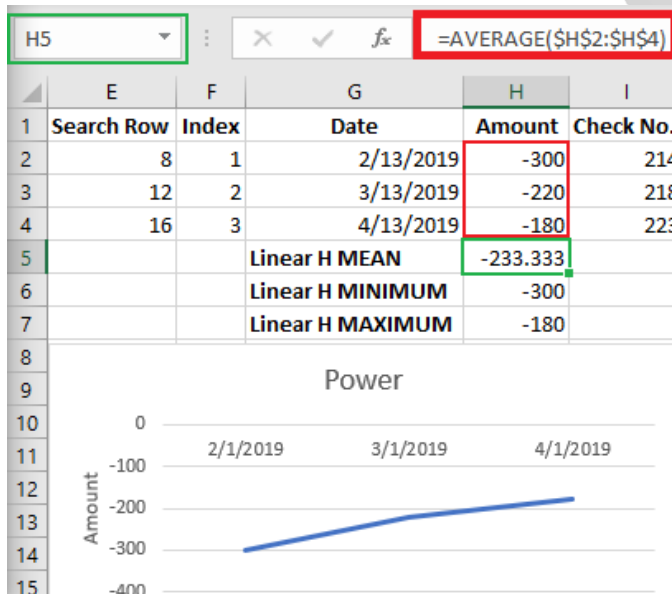 H5 fx =AVERAGE($H$2:$H$4)
E F G H I
1 Search Row Index Date Amount Check No.
2 8 1 2/13/2019 -300 214
3 12 2 3/13/2019 -220 218
4 16 3 4/13/2019 -180 223
5 Linear H MEAN -233.333
6 Linear H MINIMUM -300
7 Linear H MAXIMUM -180
8
9 Power
10 0
11 2/1/2019 3/1/2019 4/1/2019
-100
12 Amount
13 -200
14 -300
15 -400